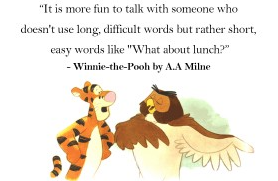 “It is more fun to talk with someone who
doesn't use long, difficult words but rather short,
easy words like "What about lunch?”
- Winnie-the-Pooh by A.A Milne